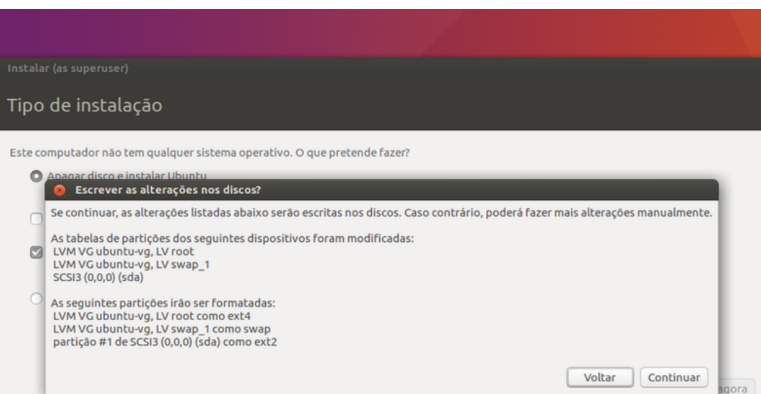 Instalar (as superuser)
Tipo de instalação
Este computador não tem qualquer sistema operativo. O que pretende fazer?
Apagar disco e instalar Ubuntu
Escrever as alterações nos discos?
Se continuar, as alterações listadas abaixo serão escritas nos discos. Caso contrário, poderá fazer mais alterações manualmente.
As tabelas de partições dos seguintes dispositivos foram modificadas:
LVM VG ubuntu-vg, LV root
LVM VG ubuntu-vg, LV swap_1
SCSI3 (0,0,0) (sda)
As seguintes partições irão ser formatadas:
LVM VG ubuntu-vg, LV root como ext4
LVM VG ubuntu-vg, LV swap_1 como swap
partição #1 de SCSI3 (0,0,0) (sda) como ext2
Voltar Continuar
agora